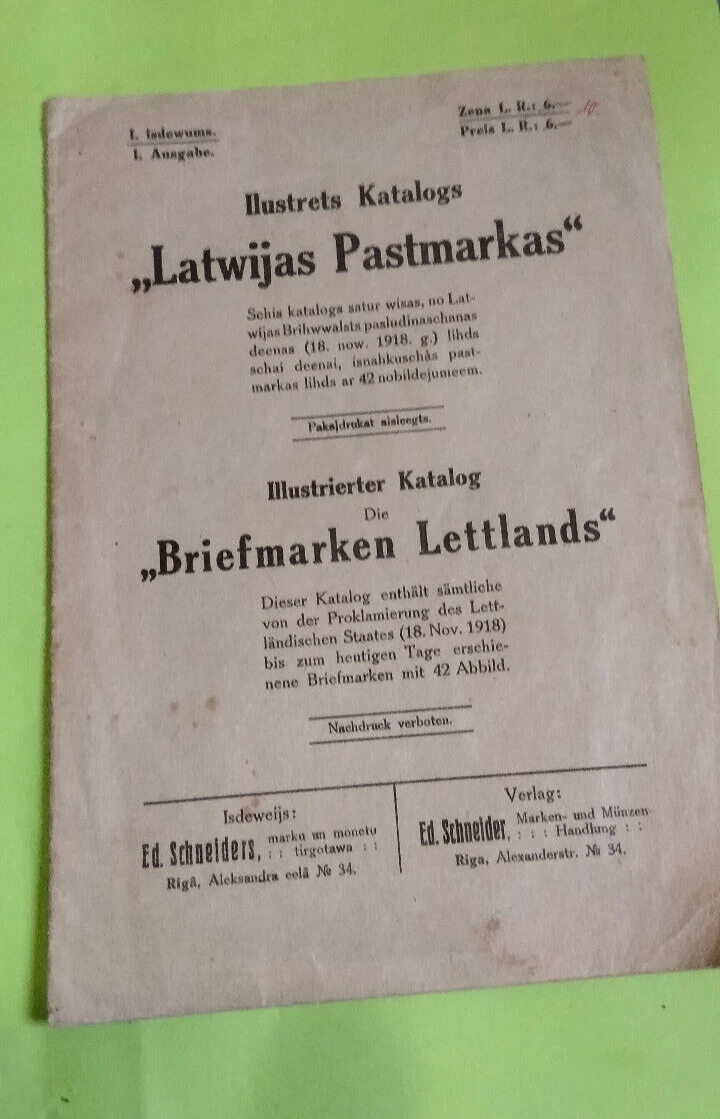 I. isdewums.
I. Ausgabe.
Zena L. R.: 6.—
Preis L. R.: 6.—
10
Ilustrets Katalogs
„Latwijas Pastmarkas“
Schis katalogs satur wisas, no Lat-
wijas Brihwwalsts pasludinaschanas
deenas (18. now. 1918. g.) lihds
schai deenai, isnahkuschâs past-
markas lihds ar 42 nobildejumeem.
Pakaļdrukat aisleegts.
Illustrierter Katalog
Die
„Briefmarken Lettlands“
Dieser Katalog enthält sämtliche
von der Proklamierung des Lett-
ländischen Staates (18. Nov. 1918)
bis zum heutigen Tage erschie-
nene Briefmarken mit 42 Abbild.
Nachdruck verboten.
Isdeweijs:
Ed. Schneiders, marku un monetu
: : tirgotawa : :
Rigâ, Aleksandra eelâ № 34.
Verlag:
Ed. Schneider, Marken- und Münzen-
: : : Handlung : :
Riga, Alexanderstr. № 34.